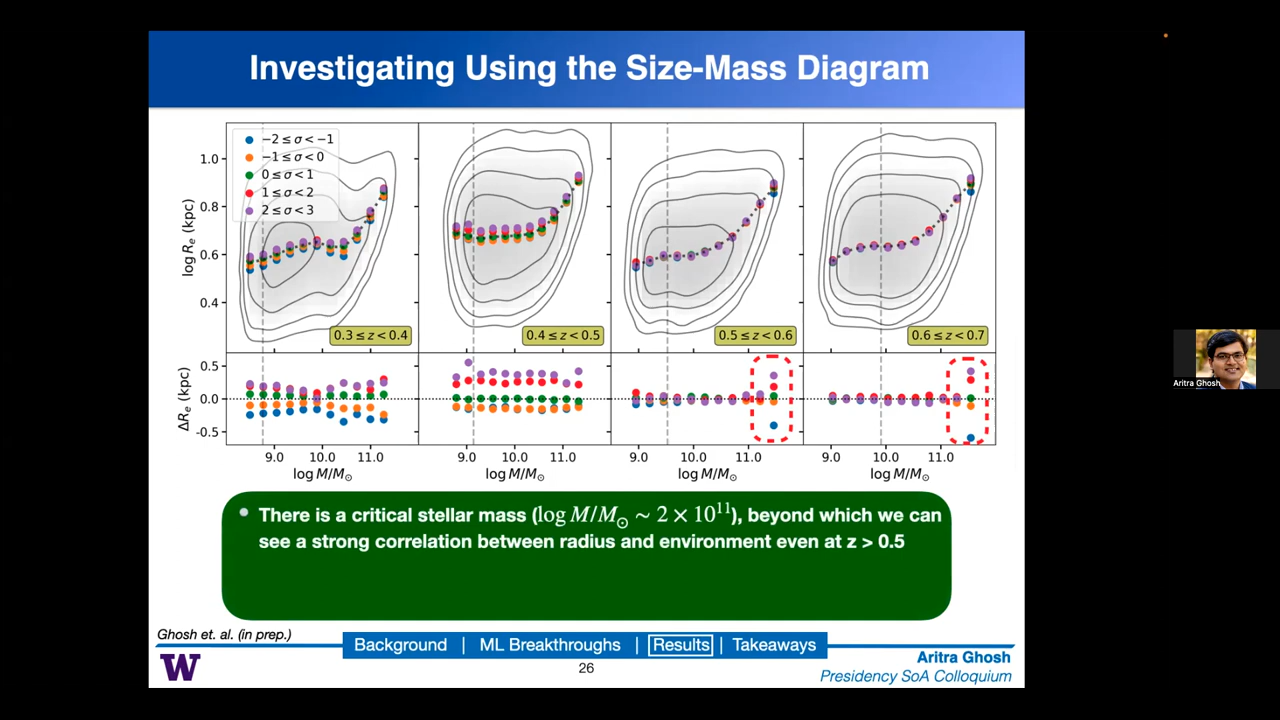 Investigating Using the Size-Mass Diagram
−2 ≤ σ < −1
−1 ≤ σ < 0
0 ≤ σ < 1
1 ≤ σ < 2
2 ≤ σ < 3
1.0
0.8
0.6
0.4
log Rₑ (kpc)
0.3 ≤ z < 0.4
0.4 ≤ z < 0.5
0.5 ≤ z < 0.6
0.6 ≤ z < 0.7
0.5
0.0
-0.5
ΔRₑ (kpc)
9.0 10.0 11.0 9.0 10.0 11.0 9.0 10.0 11.0 9.0 10.0 11.0
log M/M⊙ log M/M⊙ log M/M⊙ log M/M⊙
Aritra Ghosh
• There is a critical stellar mass (log M/M⊙ ~ 2 × 10¹¹), beyond which we can
see a strong correlation between radius and environment even at z > 0.5
Ghosh et. al. (in prep.)
Background | ML Breakthroughs | Results | Takeaways
26
W
Aritra Ghosh
Presidency SoA Colloquium